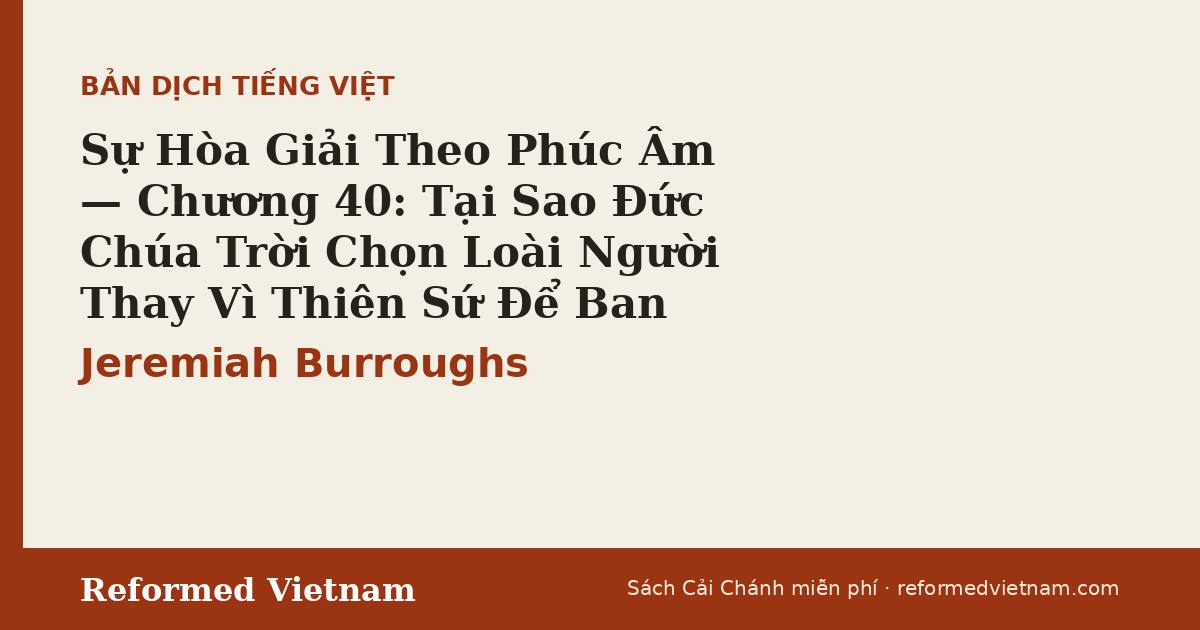 BẢN DỊCH TIẾNG VIỆT
Sự Hòa Giải Theo Phúc Âm
— Chương 40: Tại Sao Đức
Chúa Trời Chọn Loài Người
Thay Vì Thiên Sứ Để Ban
Jeremiah Burroughs
Reformed Vietnam
Sách Cải Chánh miễn phí · reformedvietnam.com